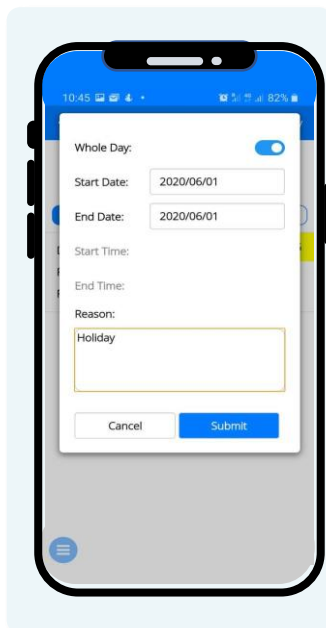 10:45 82%
Whole Day:
Start Date: 2020/06/01
End Date: 2020/06/01
Start Time:
End Time:
Reason:
Holiday
Cancel Submit